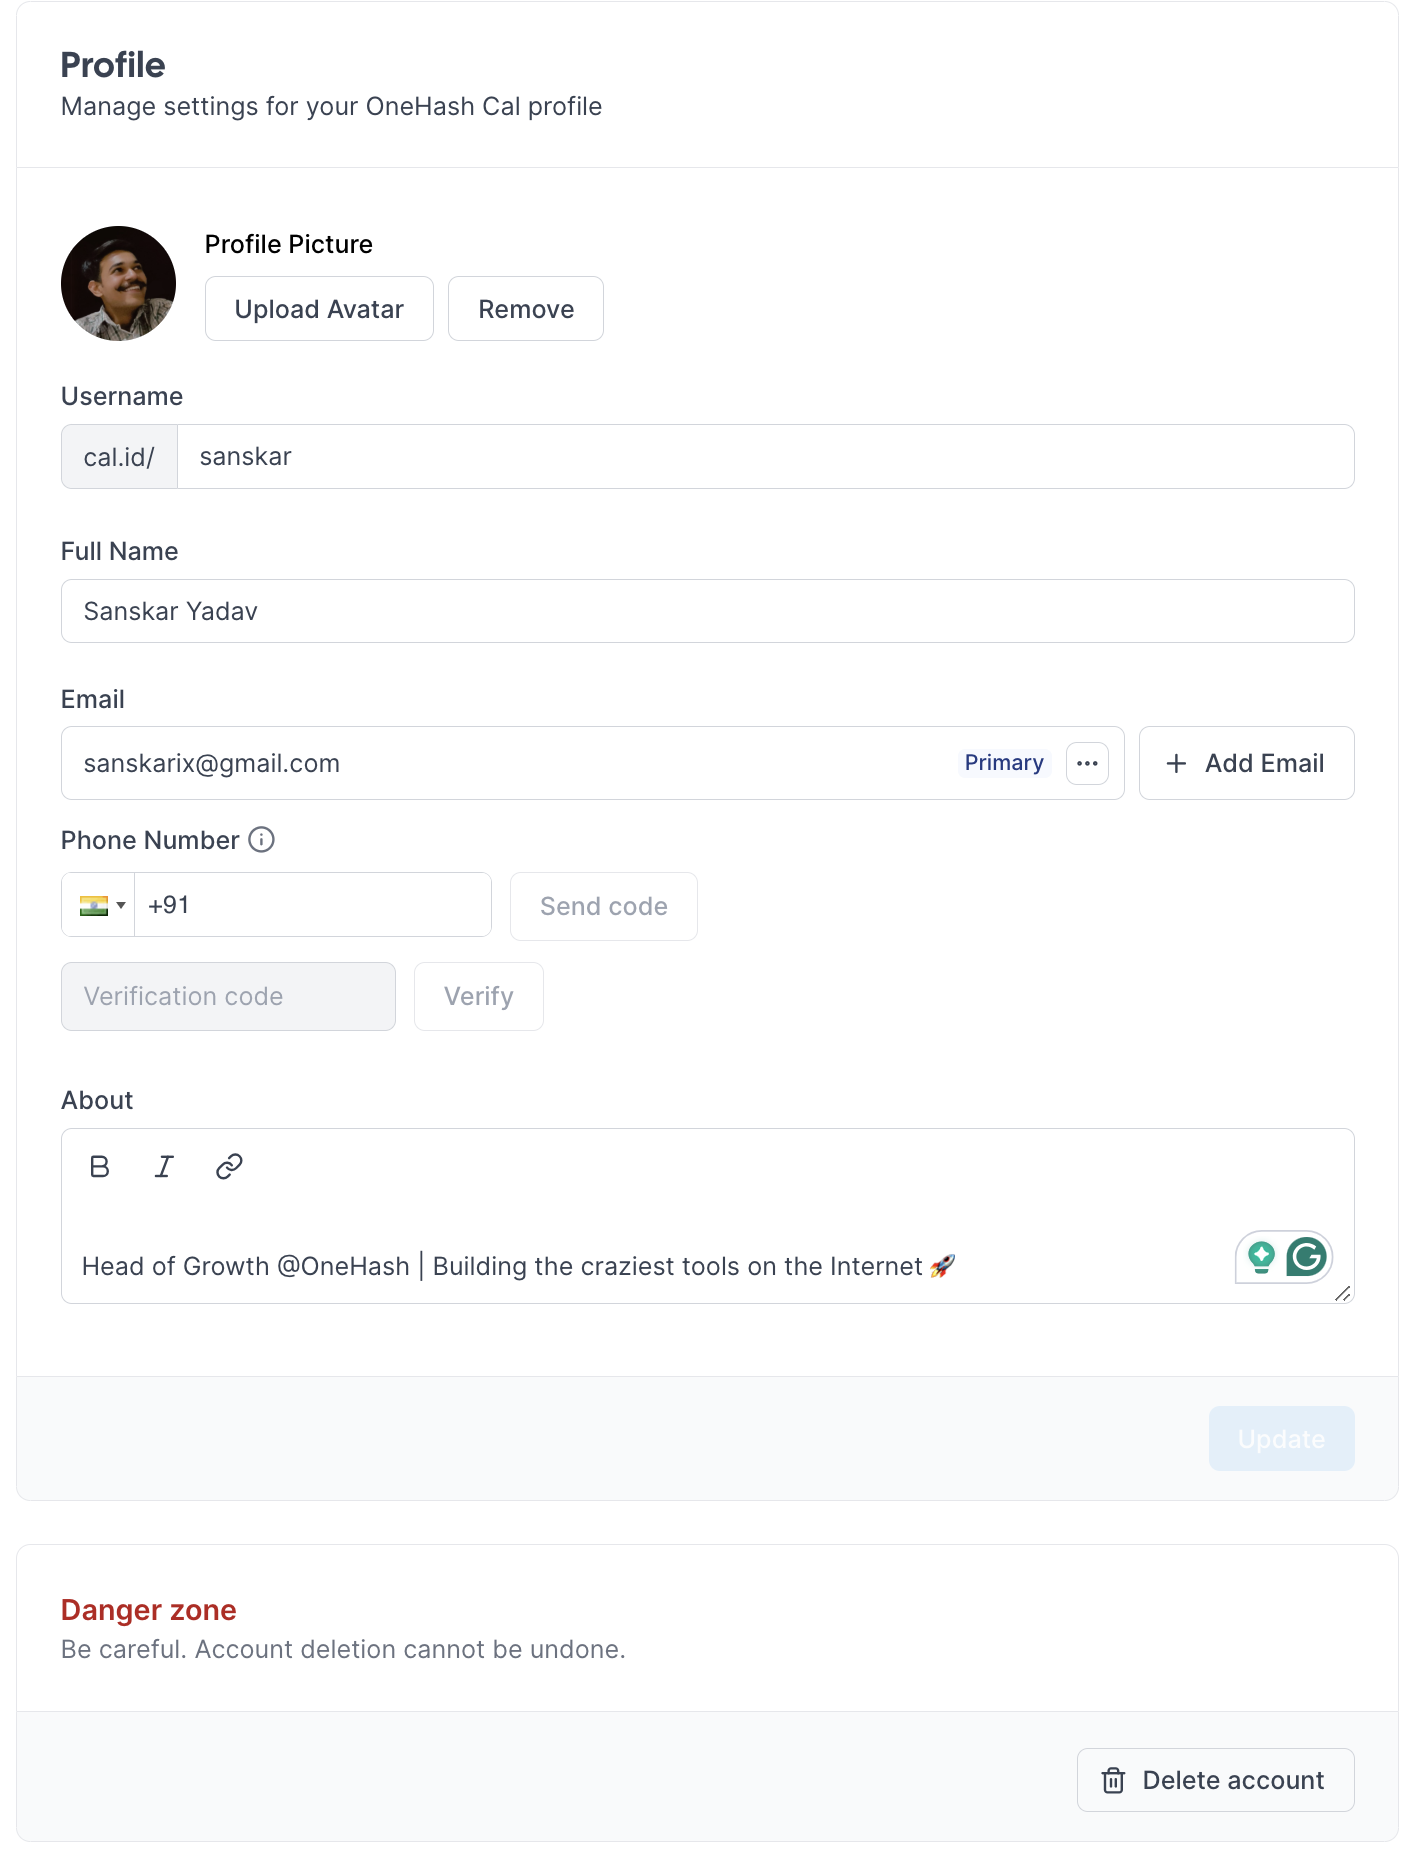 Profile
Manage settings for your OneHash Cal profile
Profile Picture
Upload Avatar
Remove
Username
cal.id/ sanskar
Full Name
Sanskar Yadav
Email
sanskarix@gmail.com Primary ••• + Add Email
Phone Number
+91 Send code
Verification code Verify
About
B I
Head of Growth @OneHash | Building the craziest tools on the Internet 🚀
Update
Danger zone
Be careful. Account deletion cannot be undone.
Delete account